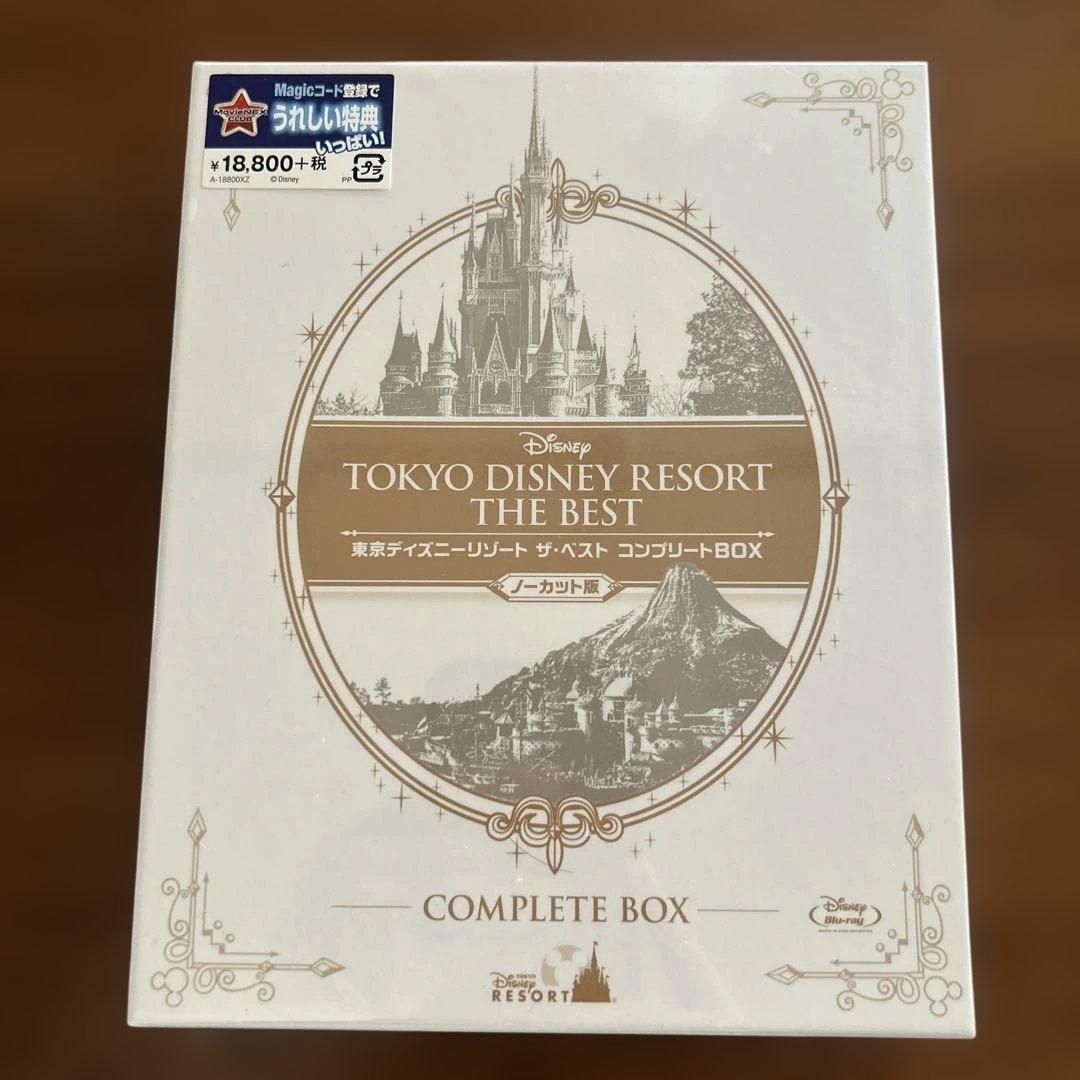 Magicコード登録で
MovieNEX
CLUB
うれしい特典
いっぱい!
¥18,800+税
プラ
A-18800XZ ©Disney PP
Disney
TOKYO DISNEY RESORT
THE BEST
東京ディズニーリゾート ザ・ベスト コンプリートBOX
ノーカット版
COMPLETE BOX
Disney
Blu-ray
TOKYO
Disney
RESORT